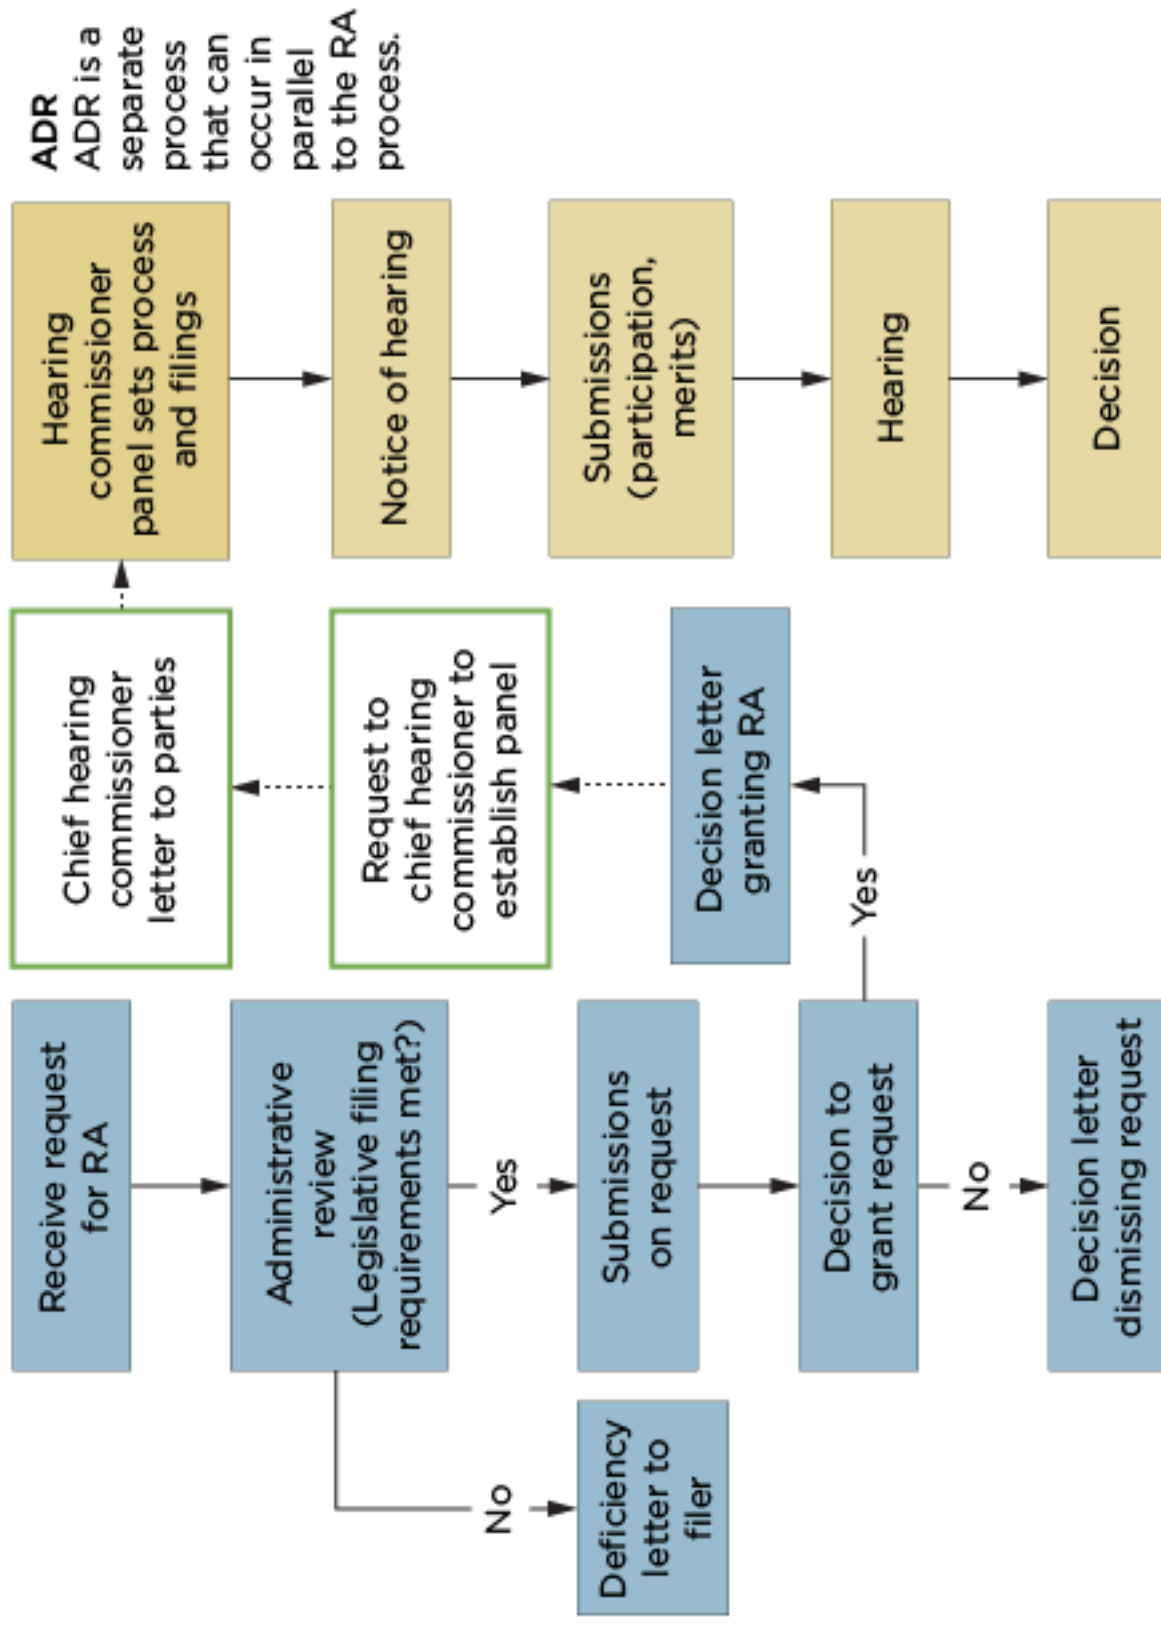 Receive request
for RA
Administrative
review
(Legislative filing
requirements met?)
No
Deficiency
letter to
filer
Yes
Submissions
on request
Decision to
grant request
No
Decision letter
dismissing request
Yes
Decision letter
granting RA
Request to
chief hearing
commissioner to
establish panel
Chief hearing
commissioner
letter to parties
Hearing
commissioner
panel sets process
and filings
Notice of hearing
Submissions
(participation,
merits)
Hearing
Decision
ADR
ADR is a
separate
process
that can
occur in
parallel
to the RA
process.